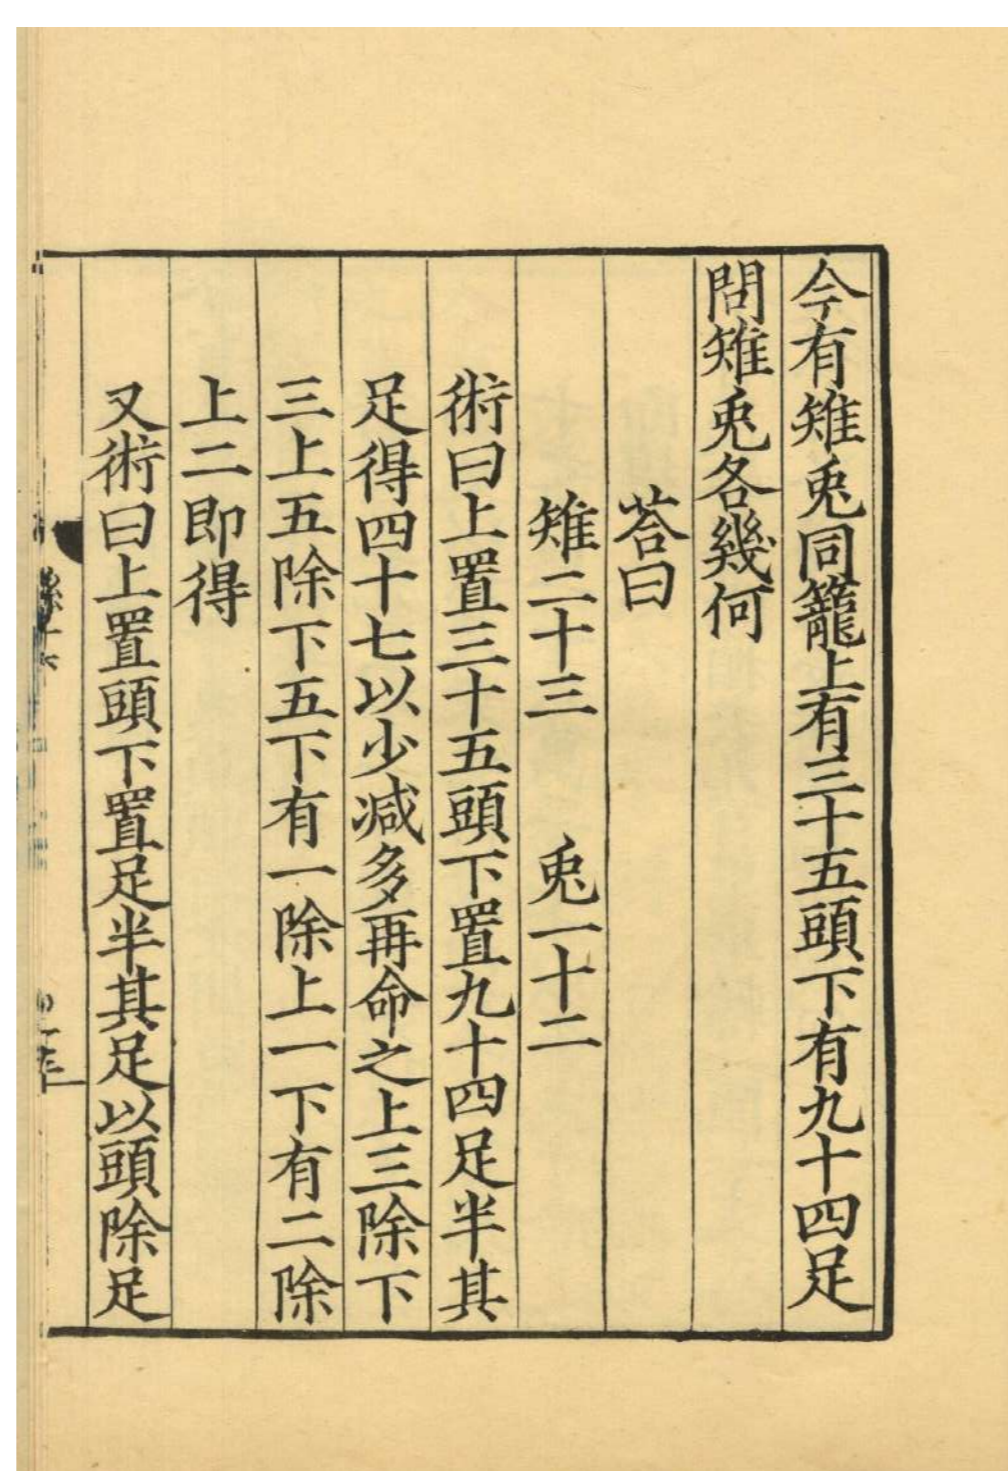 今有雉兎同籠上有三十五頭下有九十四足
問雉兎各幾何
荅曰
雉二十三 兎一十二
術曰上置三十五頭下置九十四足半其
足得四十七以少減多再命之上三除下
三上五除下五下有一除上一下有二除
上二即得
又術曰上置頭下置足半其足以頭除足